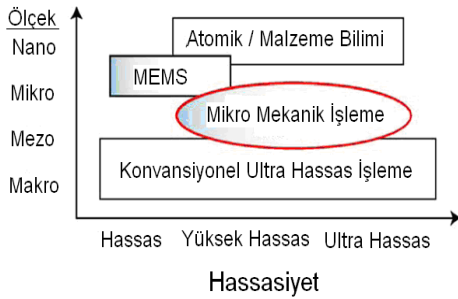 Ölçek
Nano
Mikro
Mezo
Makro
Atomik / Malzeme Bilimi
MEMS
Mikro Mekanik İşleme
Konvansiyonel Ultra Hassas İşleme
Hassas Yüksek Hassas Ultra Hassas
Hassasiyet